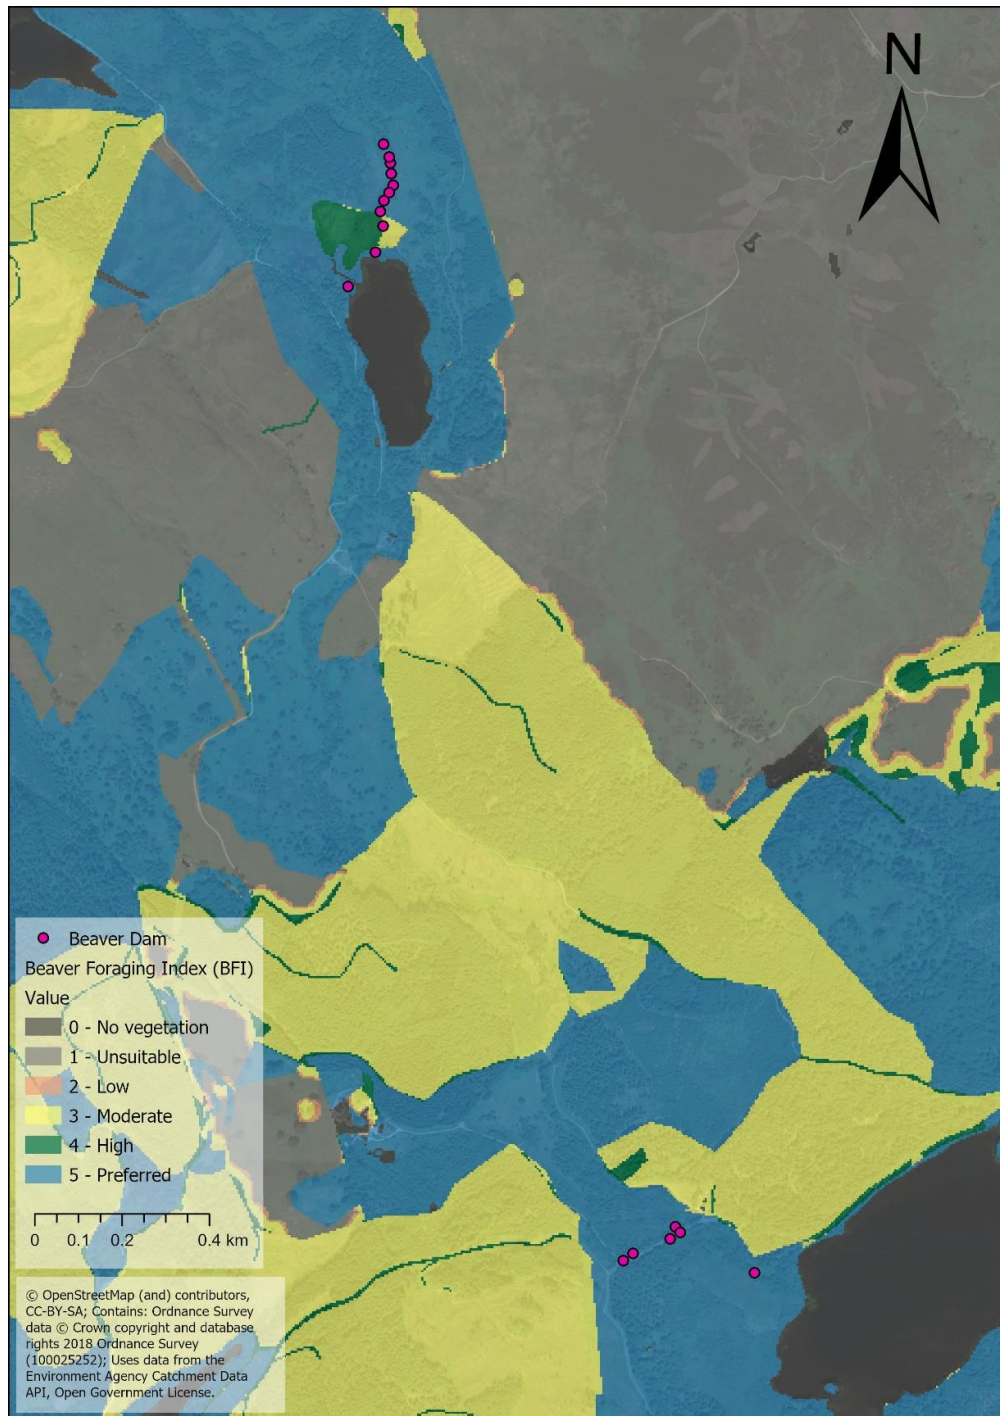 N
Beaver Dam
Beaver Foraging Index (BFI)
Value
0 - No vegetation
1 - Unsuitable
2 - Low
3 - Moderate
4 - High
5 - Preferred
0 0.1 0.2 0.4 km
© OpenStreetMap (and) contributors,
CC-BY-SA; Contains: Ordnance Survey
data © Crown copyright and database
rights 2018 Ordnance Survey
(100025252); Uses data from the
Environment Agency Catchment Data
API, Open Government License.